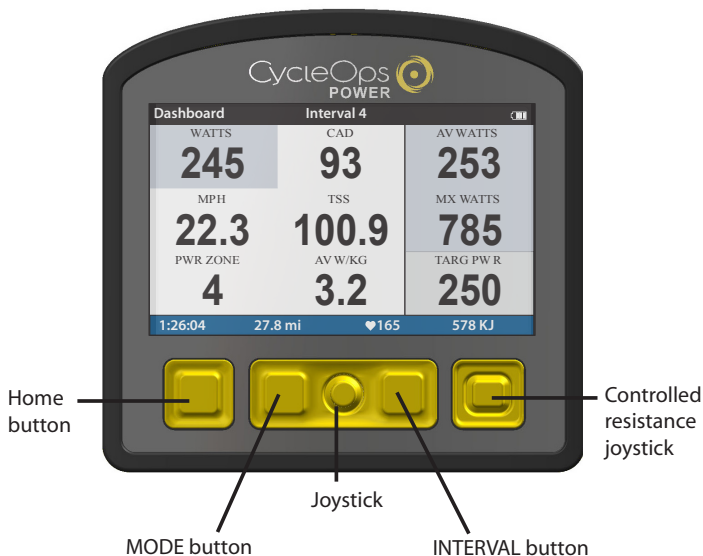 CycleOps
POWER
Dashboard Interval 4
WATTS CAD AV WATTS
245 93 253
MPH TSS MX WATTS
22.3 100.9 785
PWR ZONE AV W/KG TARG PWR
4 3.2 250
1:26:04 27.8 mi ♥165 578 KJ
Home
button
Controlled
resistance
joystick
Joystick
MODE button INTERVAL button